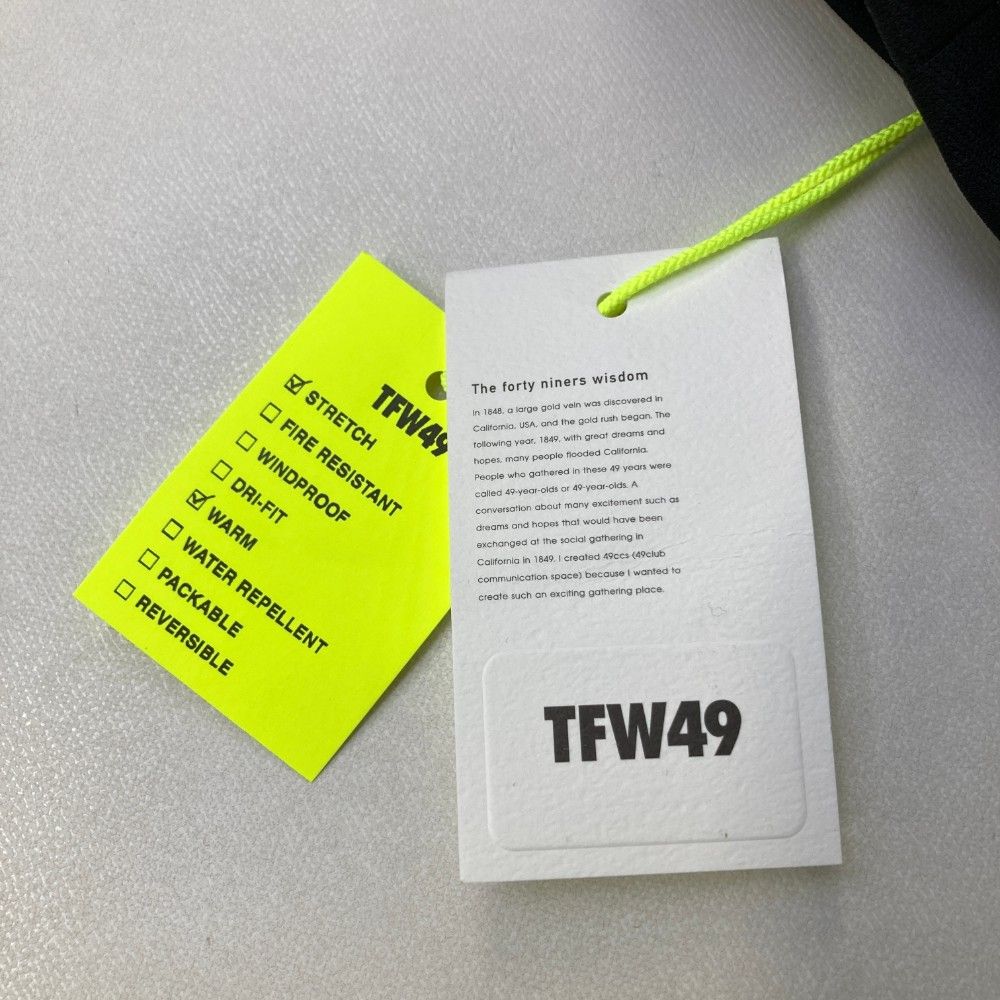 TFW49
STRETCH
FIRE RESISTANT
WINDPROOF
DRI-FIT
WARM
WATER REPELLENT
PACKABLE
REVERSIBLE
The forty niners wisdom
In 1848, a large gold vein was discovered in
California, USA, and the gold rush began. The
following year, 1849, with great dreams and
hopes, many people flooded California.
People who gathered in these 49 years were
called 49-year-olds or 49-year-olds. A
conversation about many excitement such as
dreams and hopes that would have been
exchanged at the social gathering in
California in 1849. I created 49ccs (49club
communication space) because I wanted to
create such an exciting gathering place.
TFW49